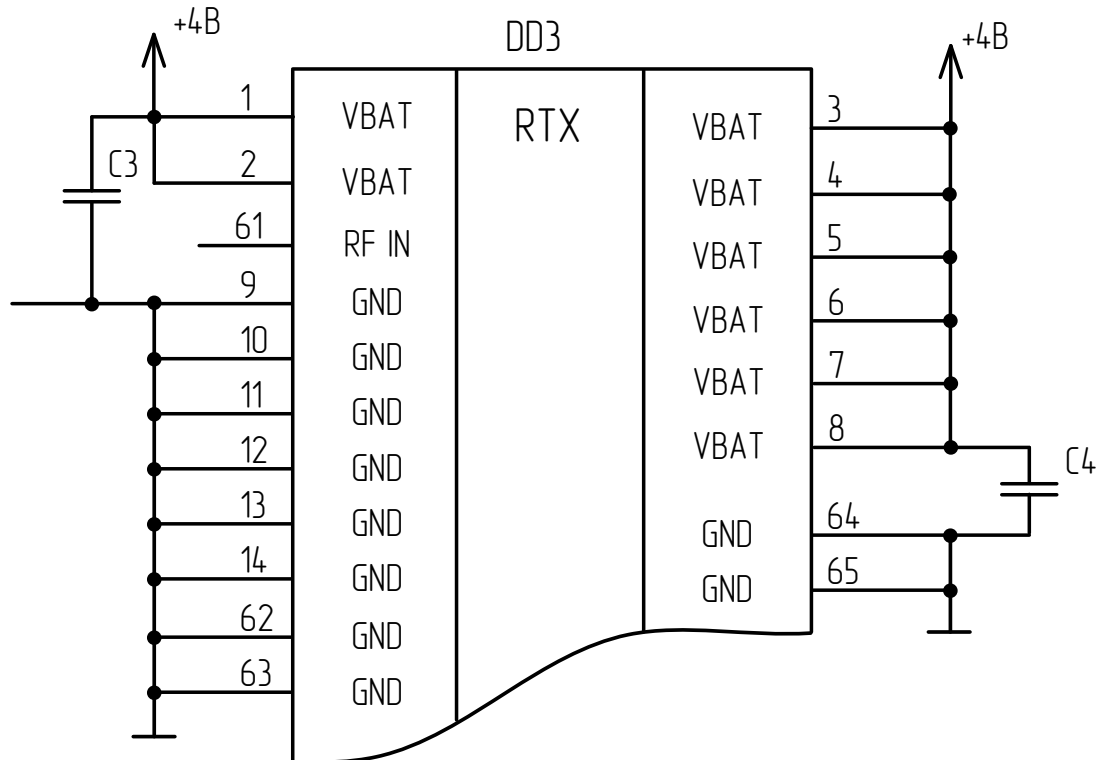 +4В
DD3
+4В
1 VBAT RTX VBAT 3
C3
2 VBAT VBAT 4
61 RF IN VBAT 5
9 GND VBAT 6
10 GND VBAT 7
11 GND VBAT 8
12 GND C4
13 GND GND 64
14 GND GND 65
62 GND
63 GND